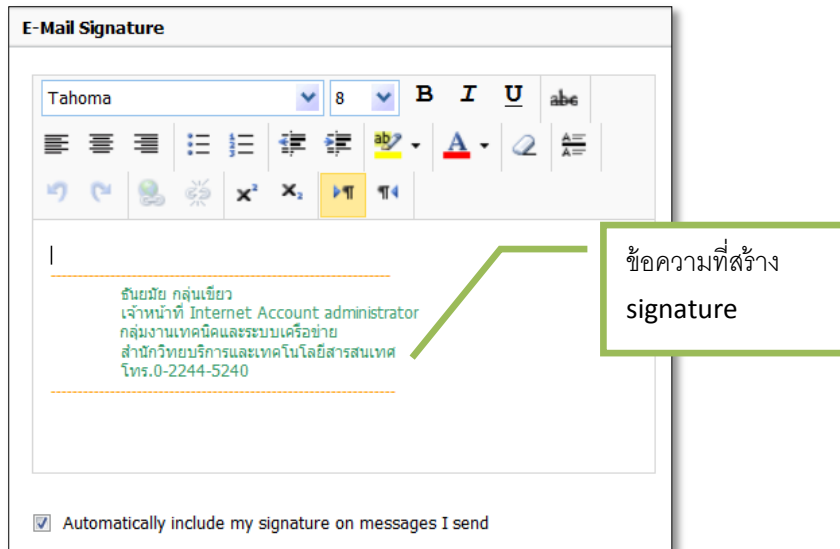 E-Mail Signature
Tahoma 8 B I U abc
ab A A A
x² x₂
ธันยมัย กลุ่นเขียว
เจ้าหน้าที่ Internet Account administrator
กลุ่มงานเทคนิคและระบบเครือข่าย
สำนักวิทยบริการและเทคโนโลยีสารสนเทศ
โทร.0-2244-5240
ข้อความที่สร้าง
signature
Automatically include my signature on messages I send